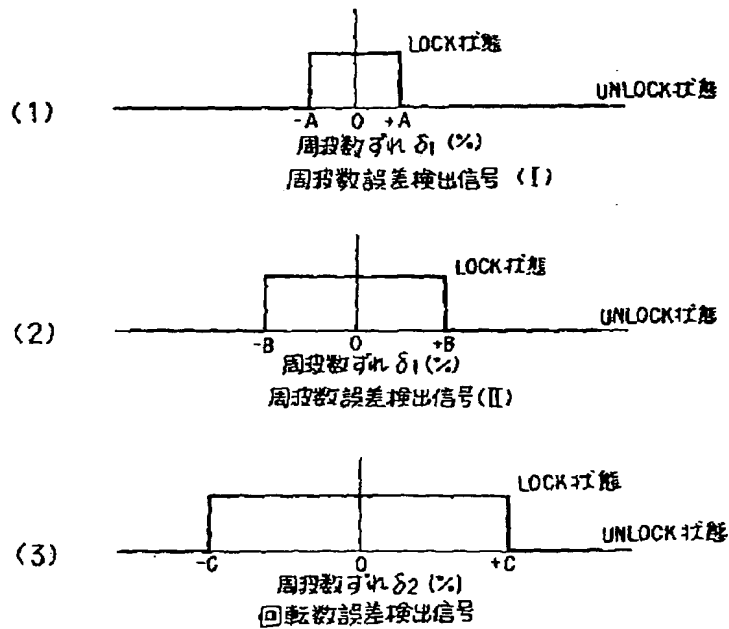 LOCK状態
UNLOCK状態
(1)
-A 0 +A
周波数ずれ δ1 (%)
周波数誤差検出信号 (I)
LOCK状態
UNLOCK状態
(2)
-B 0 +B
周波数ずれ δ1 (%)
周波数誤差検出信号(II)
LOCK状態
UNLOCK状態
(3)
-C 0 +C
周波数ずれ δ2 (%)
回転数誤差検出信号